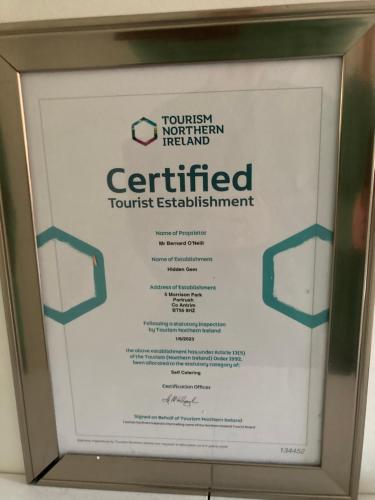 TOURISM
NORTHERN
IRELAND
Certified
Tourist Establishment
Name of Proprietor
Mr Bernard O'Neill
Name of Establishment
Hidden Gem
Address of Establishment
5 Morrison Park
Portrush
Co Antrim
BT56 8HZ
Following a statutory inspection
by Tourism Northern Ireland
1/6/2023
the above establishment has under Article 13(5)
of the Tourism (Northern Ireland) Order 1992,
been allocated to the statutory category of:
Self Catering
Certification Officer
Signed on Behalf of Tourism Northern Ireland
134452